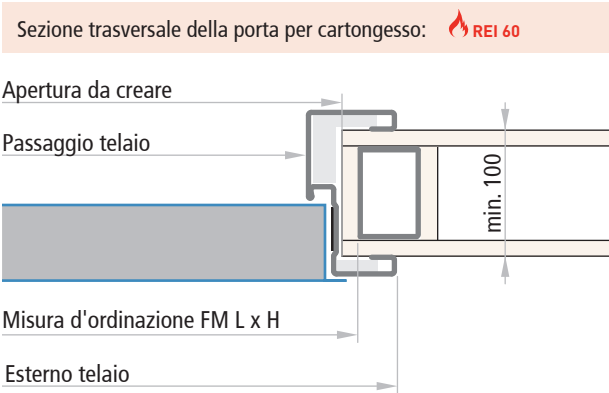 Sezione trasversale della porta per cartongesso: REI 60
Apertura da creare
Passaggio telaio
min. 100
Misura d'ordinazione FM L x H
Esterno telaio